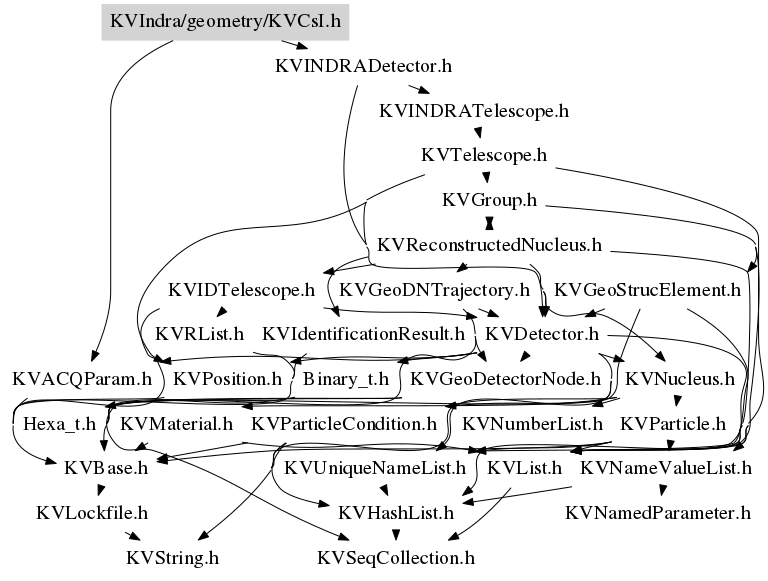 KVIndra/geometry/KVCsI.h
KVINDRADetector.h
KVINDRATelescope.h
KVTelescope.h
KVGroup.h
KVReconstructedNucleus.h
KVIDTelescope.h KVGeoDNTrajectory.h KVGeoStrucElement.h
KVRList.h KVIdentificationResult.h KVDetector.h
KVACQParam.h KVPosition.h Binary_t.h KVGeoDetectorNode.h KVNucleus.h
Hexa_t.h KVMaterial.h KVParticleCondition.h KVNumberList.h KVParticle.h
KVBase.h KVUniqueNameList.h KVList.h KVNameValueList.h
KVLockfile.h KVHashList.h KVNamedParameter.h
KVString.h KVSeqCollection.h